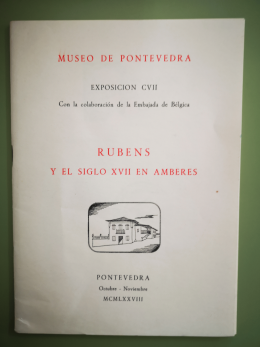 MUSEO DE PONTEVEDRA
EXPOSICION CVII
Con la colaboración de la Embajada de Bélgica
RUBENS
Y EL SIGLO XVII EN AMBERES
PONTEVEDRA
Octubre - Noviembre
MCMLXXVIII